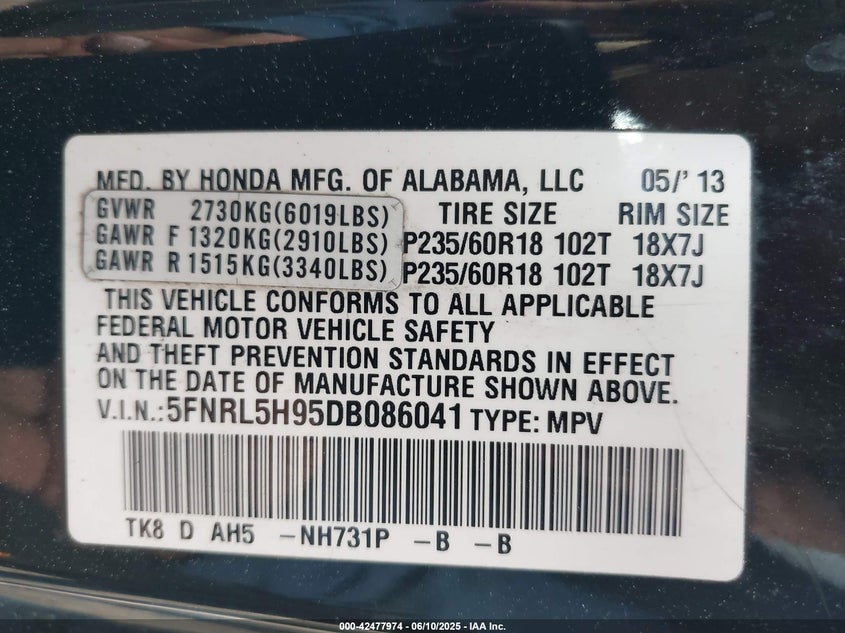 MFD. BY HONDA MFG. OF ALABAMA, LLC 05/' 13
GVWR 2730KG(6019LBS) TIRE SIZE RIM SIZE
GAWR F 1320KG(2910LBS) P235/60R18 102T 18X7J
GAWR R 1515KG(3340LBS) P235/60R18 102T 18X7J
THIS VEHICLE CONFORMS TO ALL APPLICABLE
FEDERAL MOTOR VEHICLE SAFETY
AND THEFT PREVENTION STANDARDS IN EFFECT
ON THE DATE OF MANUFACTURE SHOWN ABOVE.
V.I.N.:5FNRL5H95DB086041 TYPE: MPV
TK8 D AH5 -NH731P -B -B
000-42477974 - 06/10/2025 - IAA Inc.